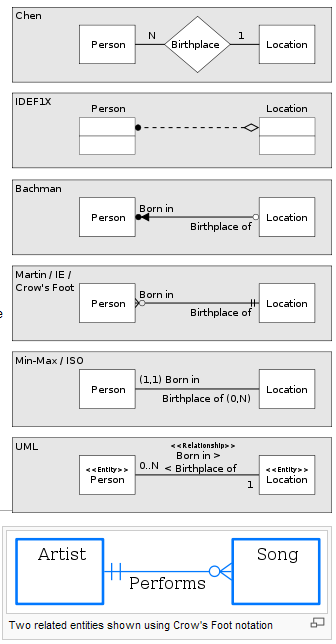 Chen
Person
N
Birthplace
1
Location
IDEF1X
Person
Location
Bachman
Person
Born in
Birthplace of
Location
Martin / IE /
Crow's Foot
Person
Born in
Birthplace of
Location
Min-Max / ISO
Person
(1,1) Born in
Birthplace of (0,N)
Location
UML
<<Entity>>
Person
0..N
<<Relationship>>
Born in >
< Birthplace of
1
<<Entity>>
Location
Artist
Performs
Song
Two related entities shown using Crow's Foot notation